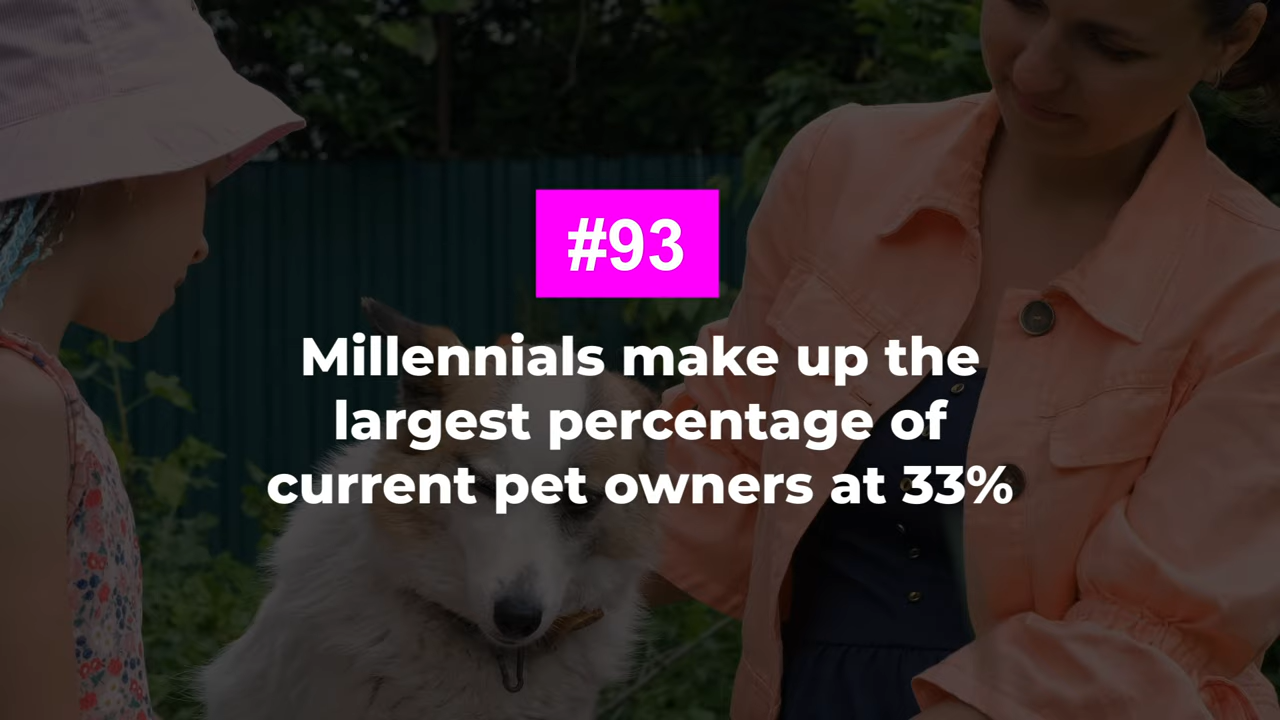 #93
Millennials make up the
largest percentage of
current pet owners at 33%